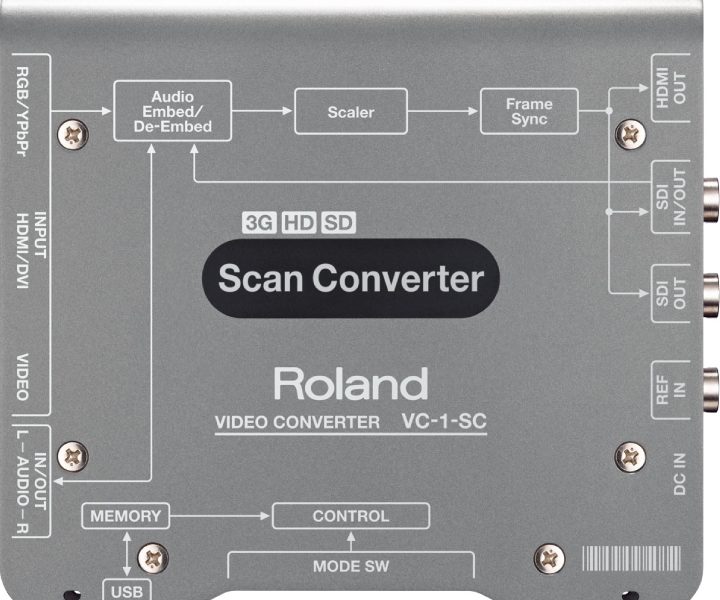 RGB/YPbPr
INPUT
HDMI/DVI
VIDEO
IN/OUT
L – AUDIO – R
Audio
Embed/
De-Embed
Scaler
Frame
Sync
HDMI
OUT
SDI
IN/OUT
SDI
OUT
REF
IN
DC IN
3G HD SD
Scan Converter
Roland
VIDEO CONVERTER VC-1-SC
MEMORY
CONTROL
MODE SW
USB